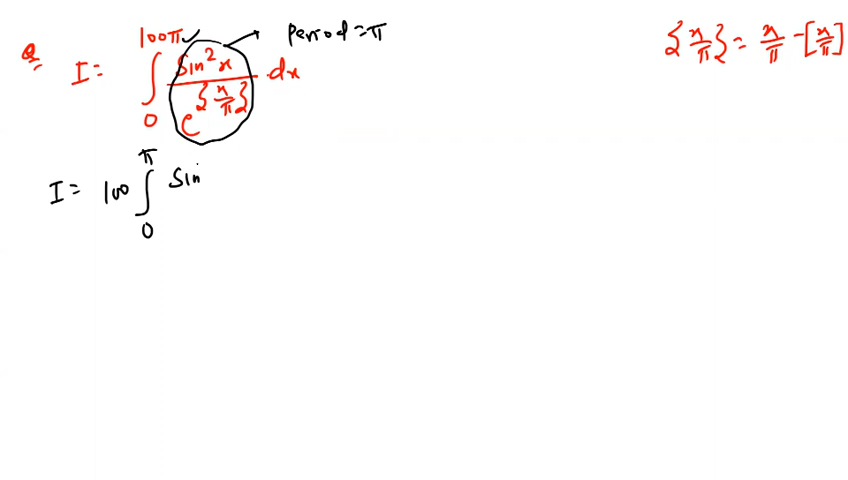 Q I = ∫₀^{100π} Sin²x / e^{{x/π}} · dx
period = π
{x/π} = x/π - [x/π]
I = 100 ∫₀^π Sin